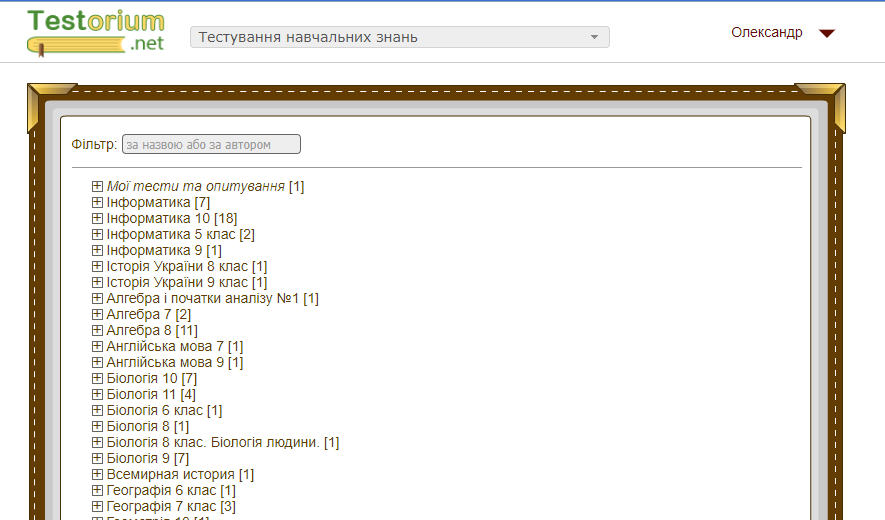 Testorium
.net
Тестування навчальних знань
Олександр
Фільтр: за назвою або за автором
Мої тести та опитування [1]
Інформатика [7]
Інформатика 10 [18]
Інформатика 5 клас [2]
Інформатика 9 [1]
Історія України 8 клас [1]
Історія України 9 клас [1]
Алгебра і початки аналізу №1 [1]
Алгебра 7 [2]
Алгебра 8 [11]
Англійська мова 7 [1]
Англійська мова 9 [1]
Біологія 10 [7]
Біологія 11 [4]
Біологія 6 клас [1]
Біологія 8 [1]
Біологія 8 клас. Біологія людини. [1]
Біологія 9 [7]
Всемирная история [1]
Географія 6 клас [1]
Географія 7 клас [3]